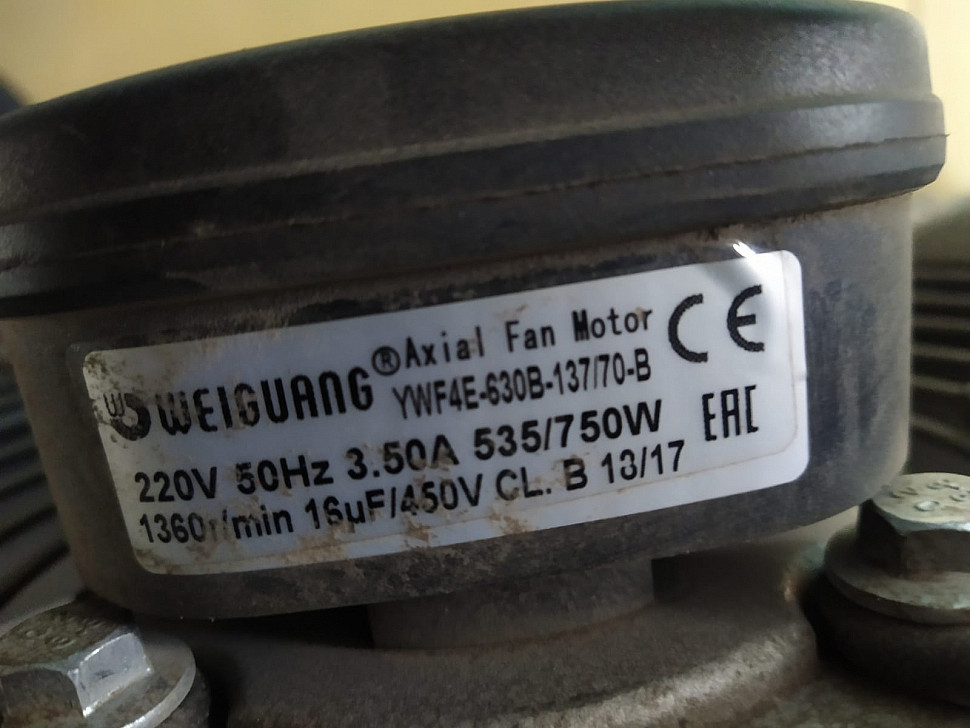 WEIGUANG® Axial Fan Motor
YWF4E-630B-137/70-B
CE
220V 50Hz 3.50A 535/750W
EAC
1360r/min 16µF/450V CL. B 13/17